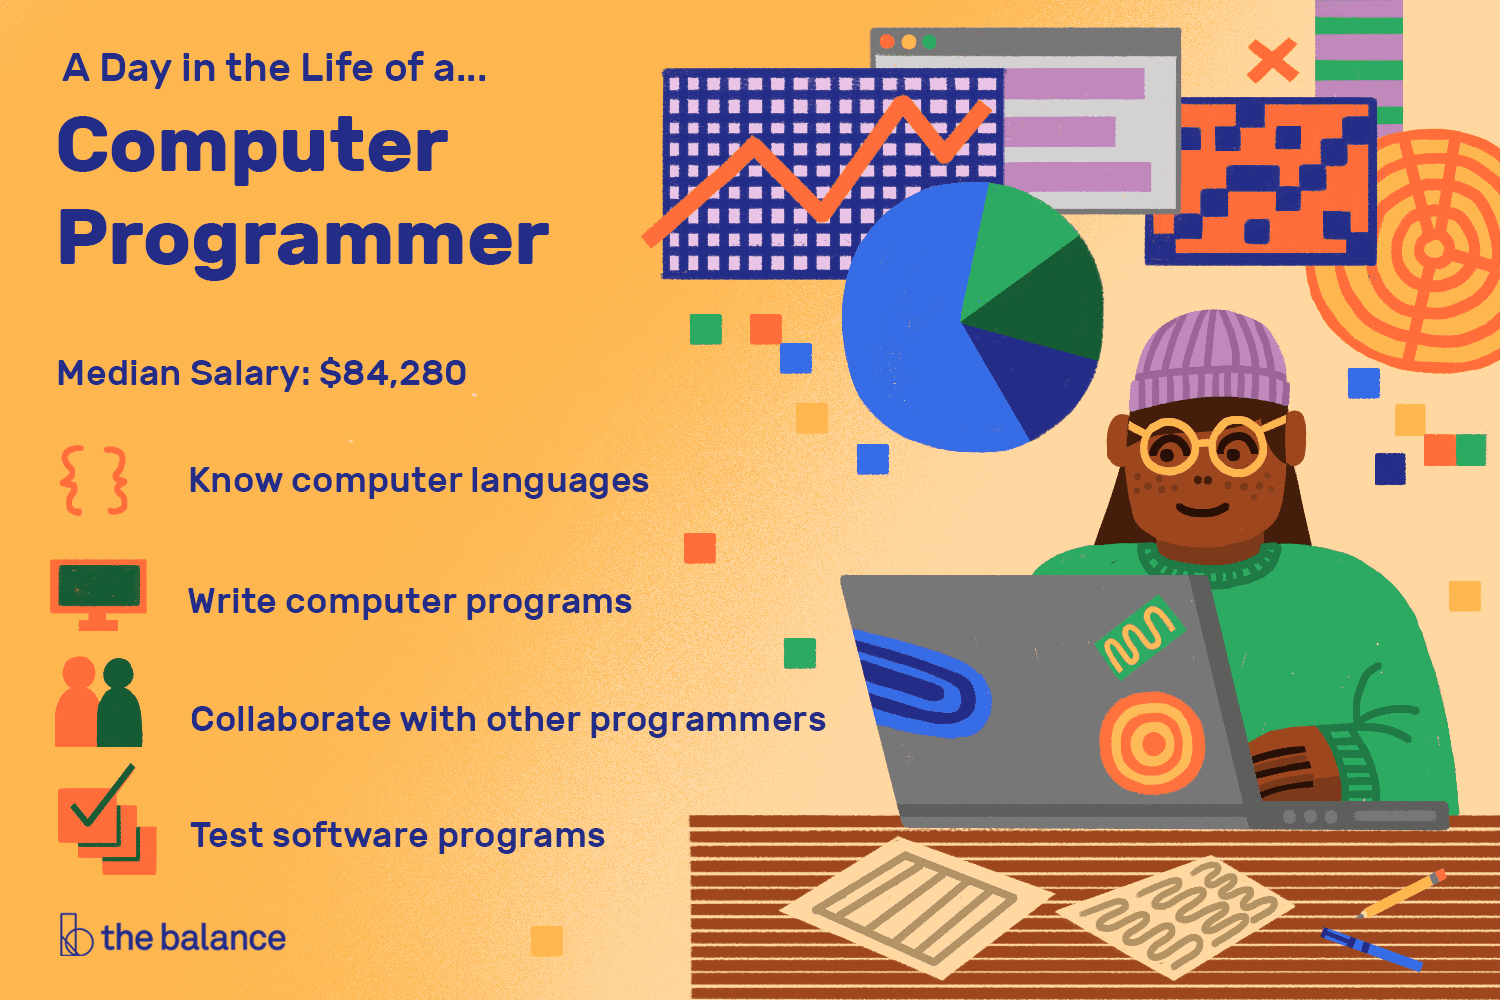 A Day in the Life of a...
Computer
Programmer
Median Salary: $84,280
Know computer languages
Write computer programs
Collaborate with other programmers
Test software programs
the balance